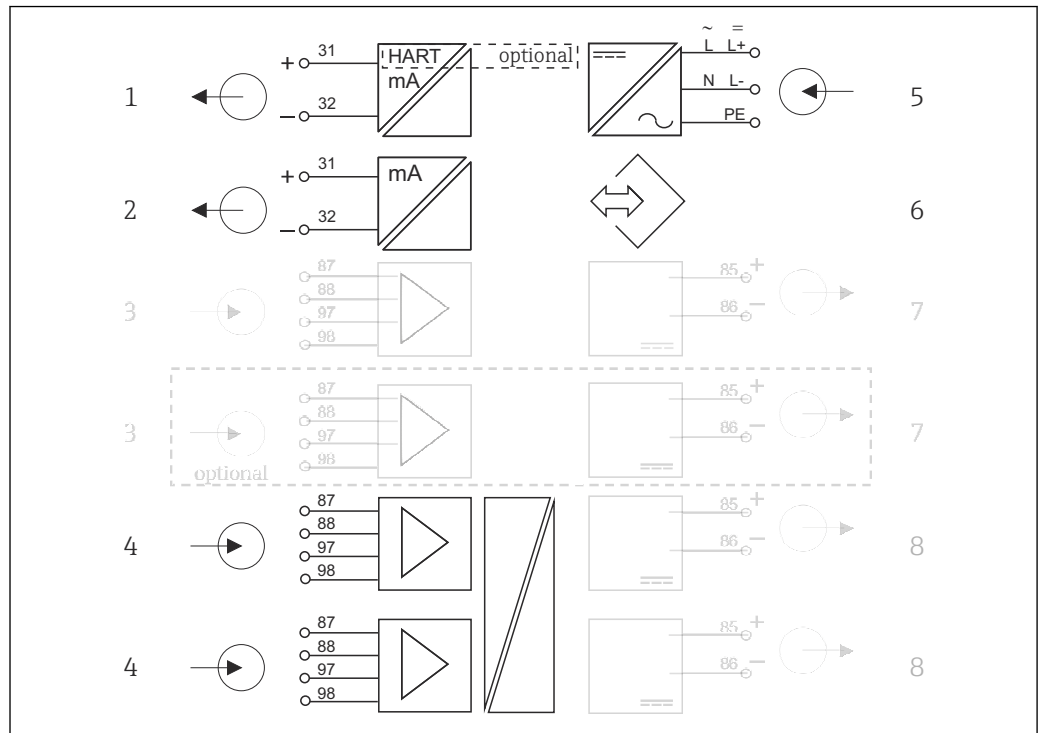 ~ =
31 HART optional L L+
+ mA
1 N L- 5
32
− PE
31
+ mA
2 6
32
−
87 85 +
88
3 97 86 − 7
98
87 85 +
88
3 97 86 − 7
optional 98
87 85 +
88
4 97 86 − 8
98
87 85 +
88
4 97 86 − 8
98